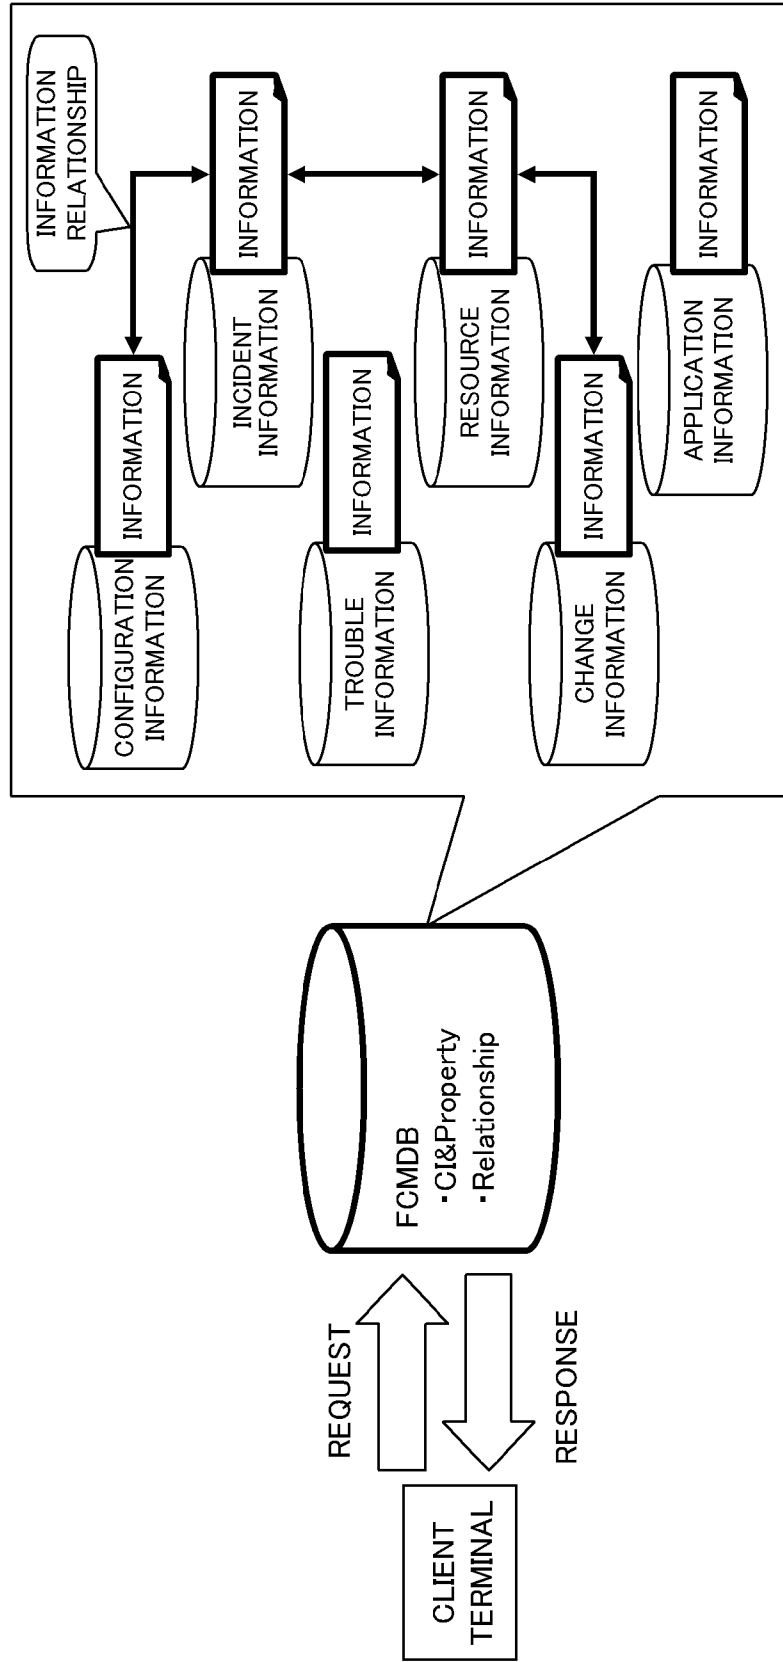 INFORMATION
RELATIONSHIP
INFORMATION
CONFIGURATION
INFORMATION
INFORMATION
INCIDENT
INFORMATION
INFORMATION
TROUBLE
INFORMATION
INFORMATION
RESOURCE
INFORMATION
INFORMATION
CHANGE
INFORMATION
INFORMATION
APPLICATION
INFORMATION
FCMDB
・CI&Property
・Relationship
REQUEST
RESPONSE
CLIENT
TERMINAL